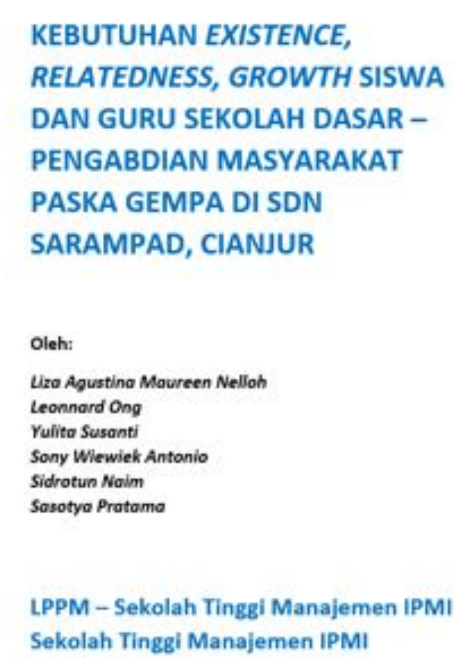 KEBUTUHAN EXISTENCE,
RELATEDNESS, GROWTH SISWA
DAN GURU SEKOLAH DASAR –
PENGABDIAN MASYARAKAT
PASKA GEMPA DI SDN
SARAMPAD, CIANJUR
Oleh:
Liza Agustina Maureen Nelloh
Leonnard Ong
Yulita Susanti
Sony Wiewiek Antonio
Sidrotun Naim
Sasotya Pratama
LPPM – Sekolah Tinggi Manajemen IPMI
Sekolah Tinggi Manajemen IPMI